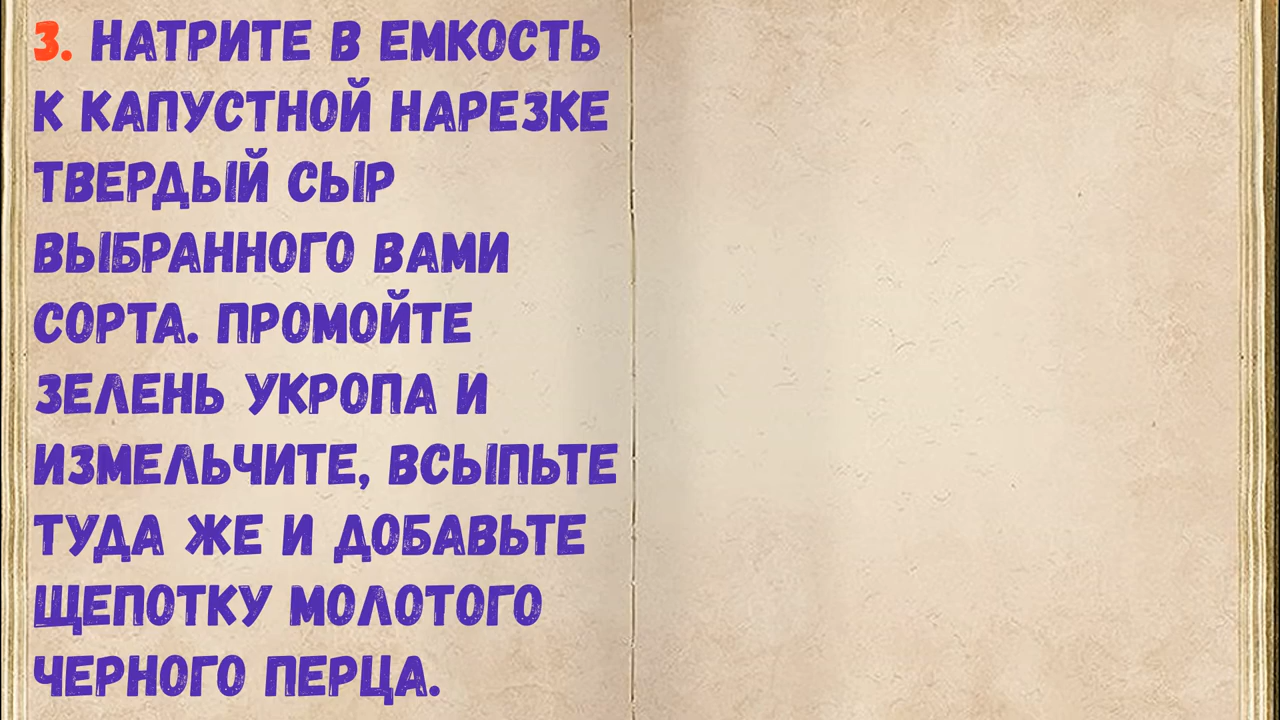 3. НАТРИТЕ В ЕМКОСТЬ
К КАПУСТНОЙ НАРЕЗКЕ
ТВЕРДЫЙ СЫР
ВЫБРАННОГО ВАМИ
СОРТА. ПРОМОЙТЕ
ЗЕЛЕНЬ УКРОПА И
ИЗМЕЛЬЧИТЕ, ВСЫПЬТЕ
ТУДА ЖЕ И ДОБАВЬТЕ
ЩЕПОТКУ МОЛОТОГО
ЧЕРНОГО ПЕРЦА.